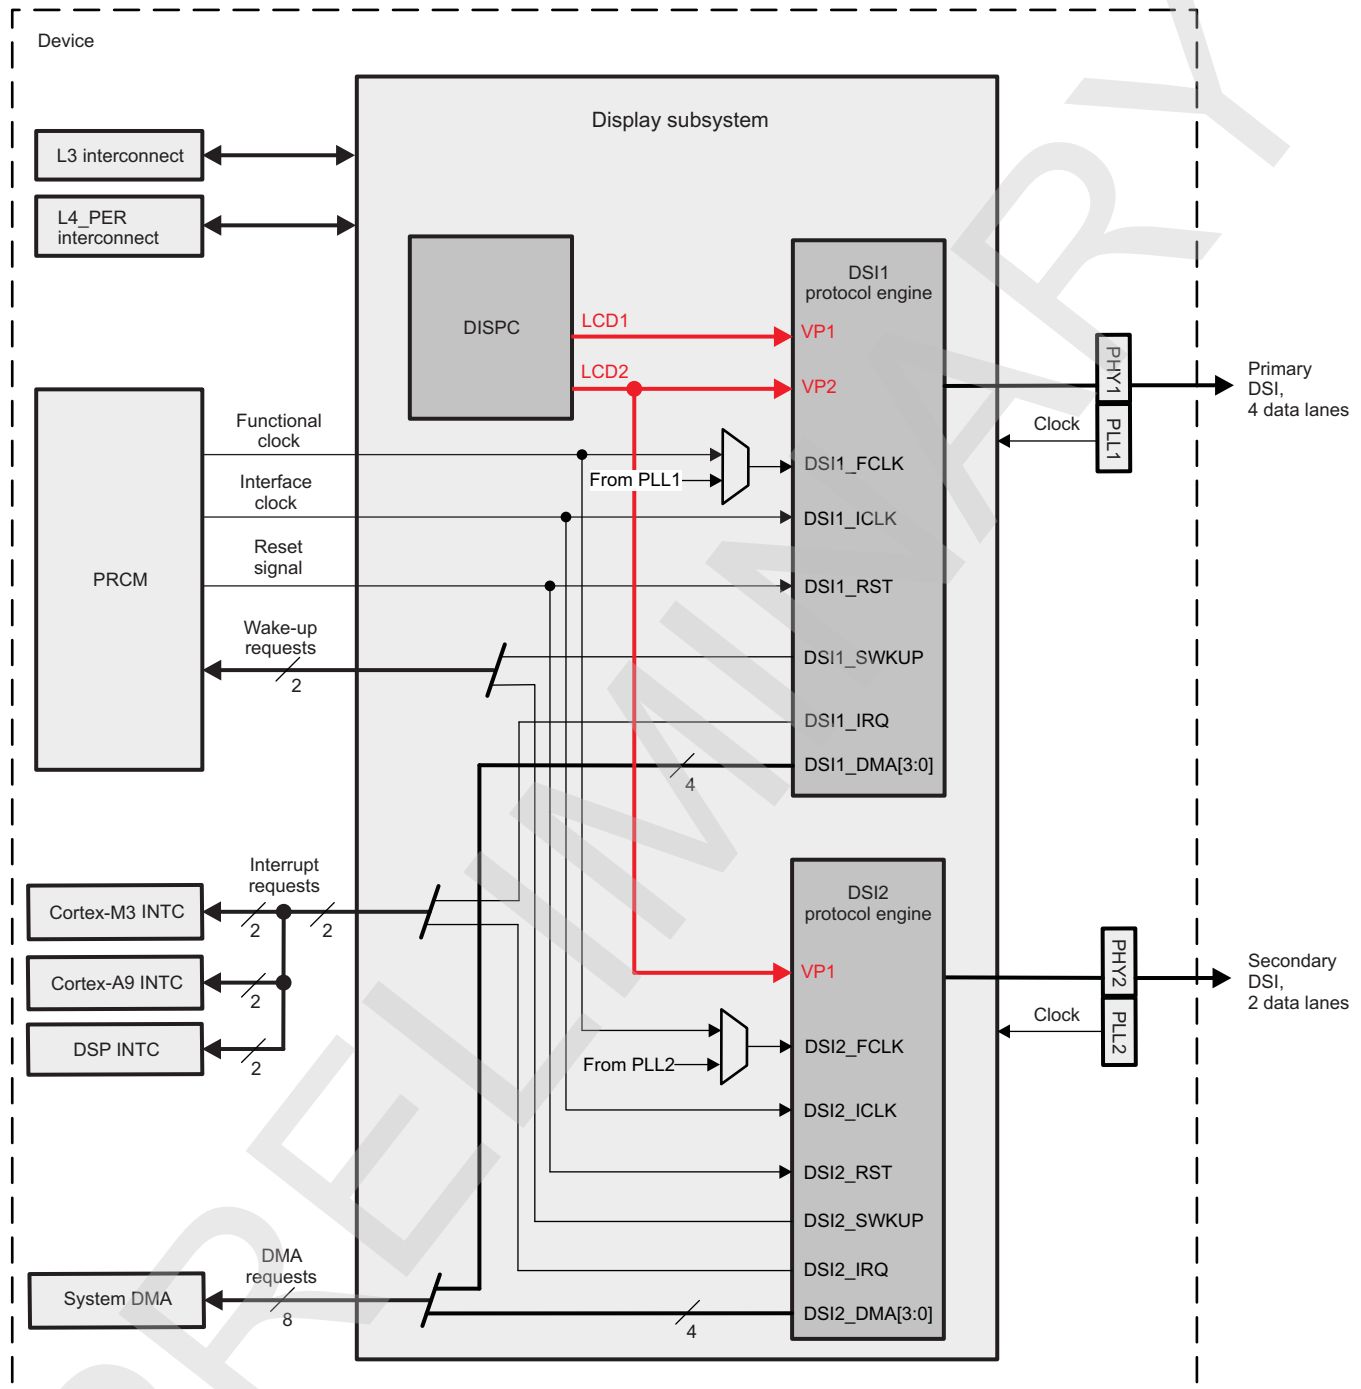 Device
Display subsystem
L3 interconnect
L4_PER
interconnect
DISPC
LCD1
LCD2
DSI1
protocol engine
VP1
VP2
DSI1_FCLK
DSI1_ICLK
DSI1_RST
DSI1_SWKUP
DSI1_IRQ
DSI1_DMA[3:0]
4
PHY1
PLL1
Clock
Primary
DSI,
4 data lanes
PRCM
Functional
clock
From PLL1
Interface
clock
Reset
signal
Wake-up
requests
2
Interrupt
requests
Cortex-M3 INTC
2
2
Cortex-A9 INTC
2
DSP INTC
2
DSI2
protocol engine
VP1
DSI2_FCLK
From PLL2
DSI2_ICLK
DSI2_RST
DSI2_SWKUP
DSI2_IRQ
DSI2_DMA[3:0]
4
PHY2
PLL2
Clock
Secondary
DSI,
2 data lanes
DMA
requests
System DMA
8
PRELIMINARY